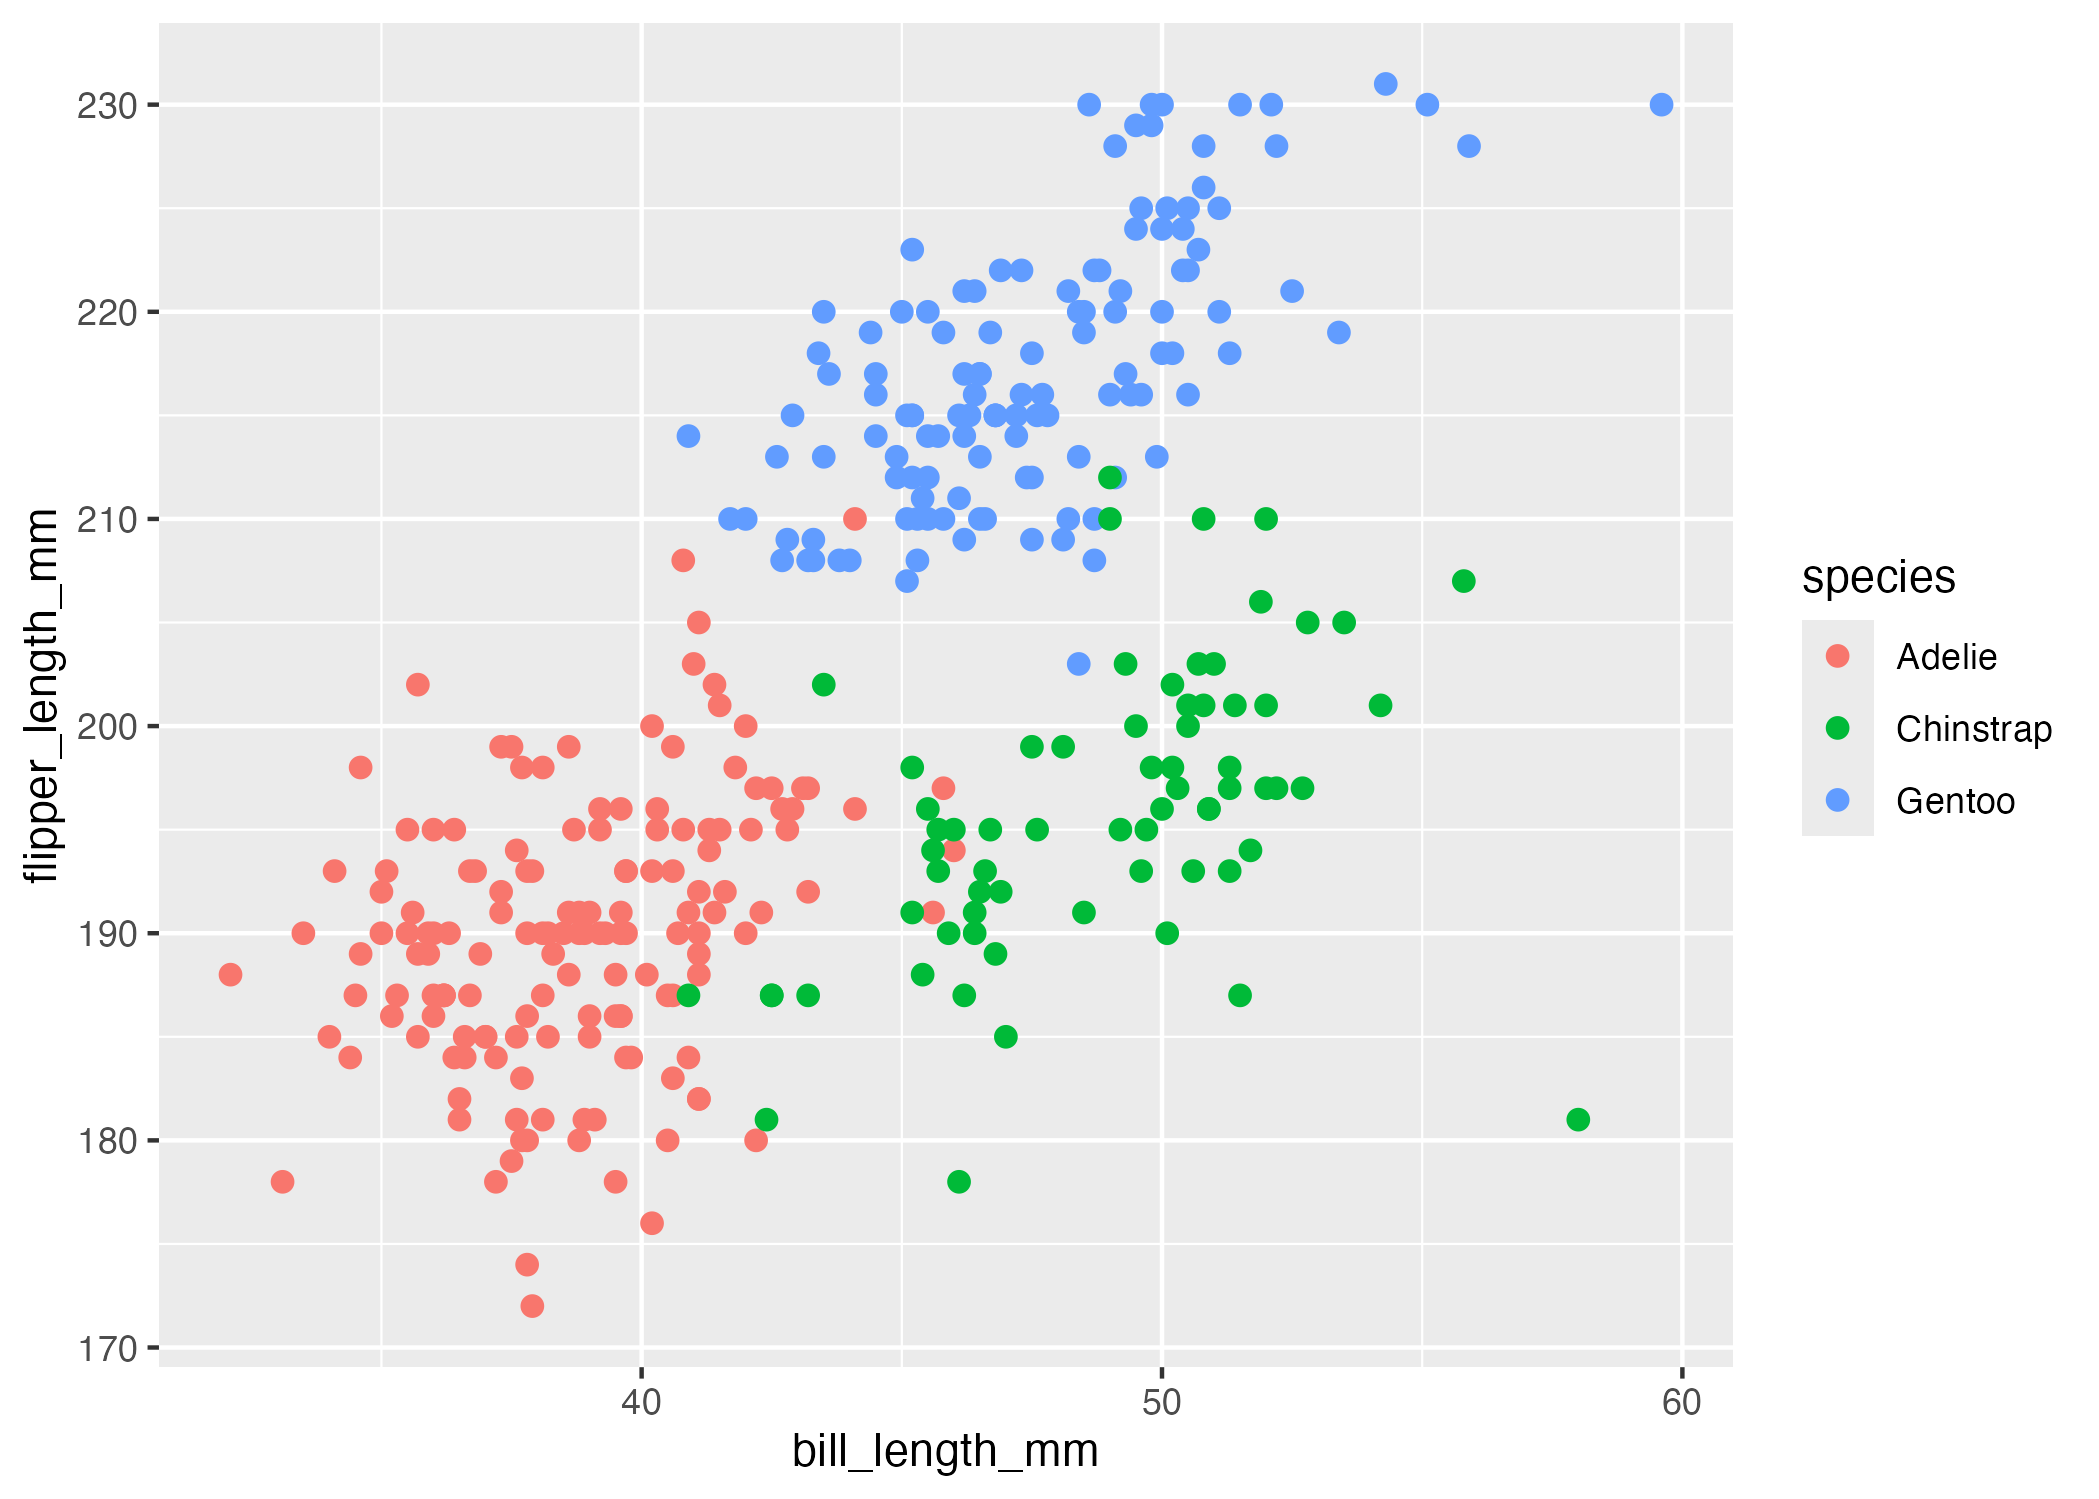 230
220
210
200
190
180
170
40 50 60
bill_length_mm
flipper_length_mm
species
Adelie
Chinstrap
Gentoo